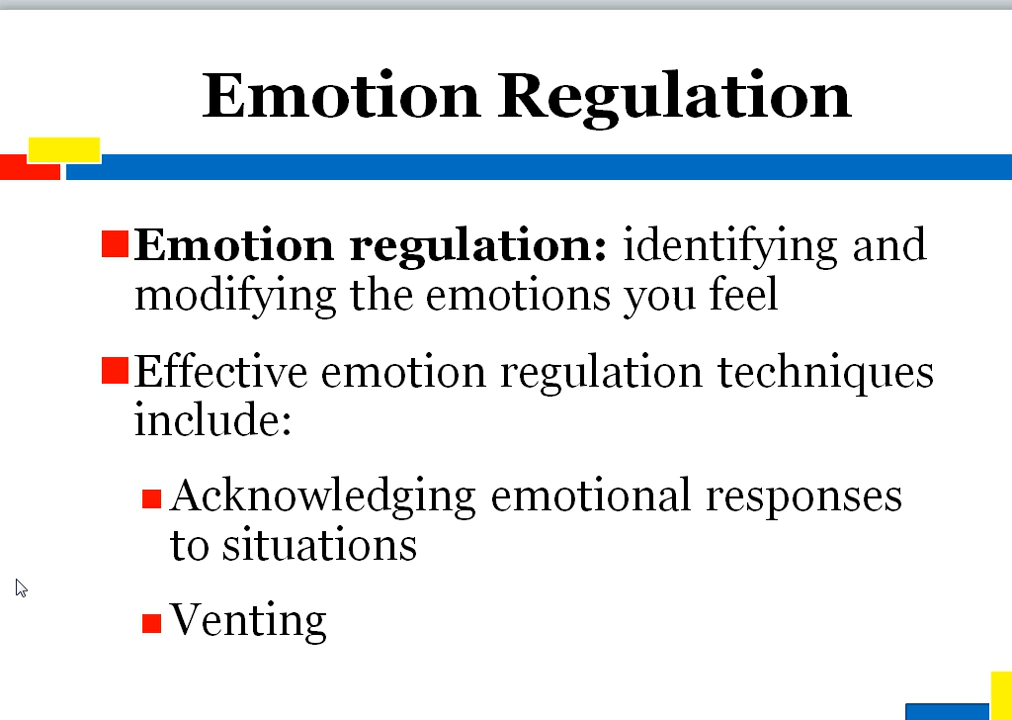 Emotion Regulation
Emotion regulation: identifying and
modifying the emotions you feel
Effective emotion regulation techniques
include:
Acknowledging emotional responses
to situations
Venting